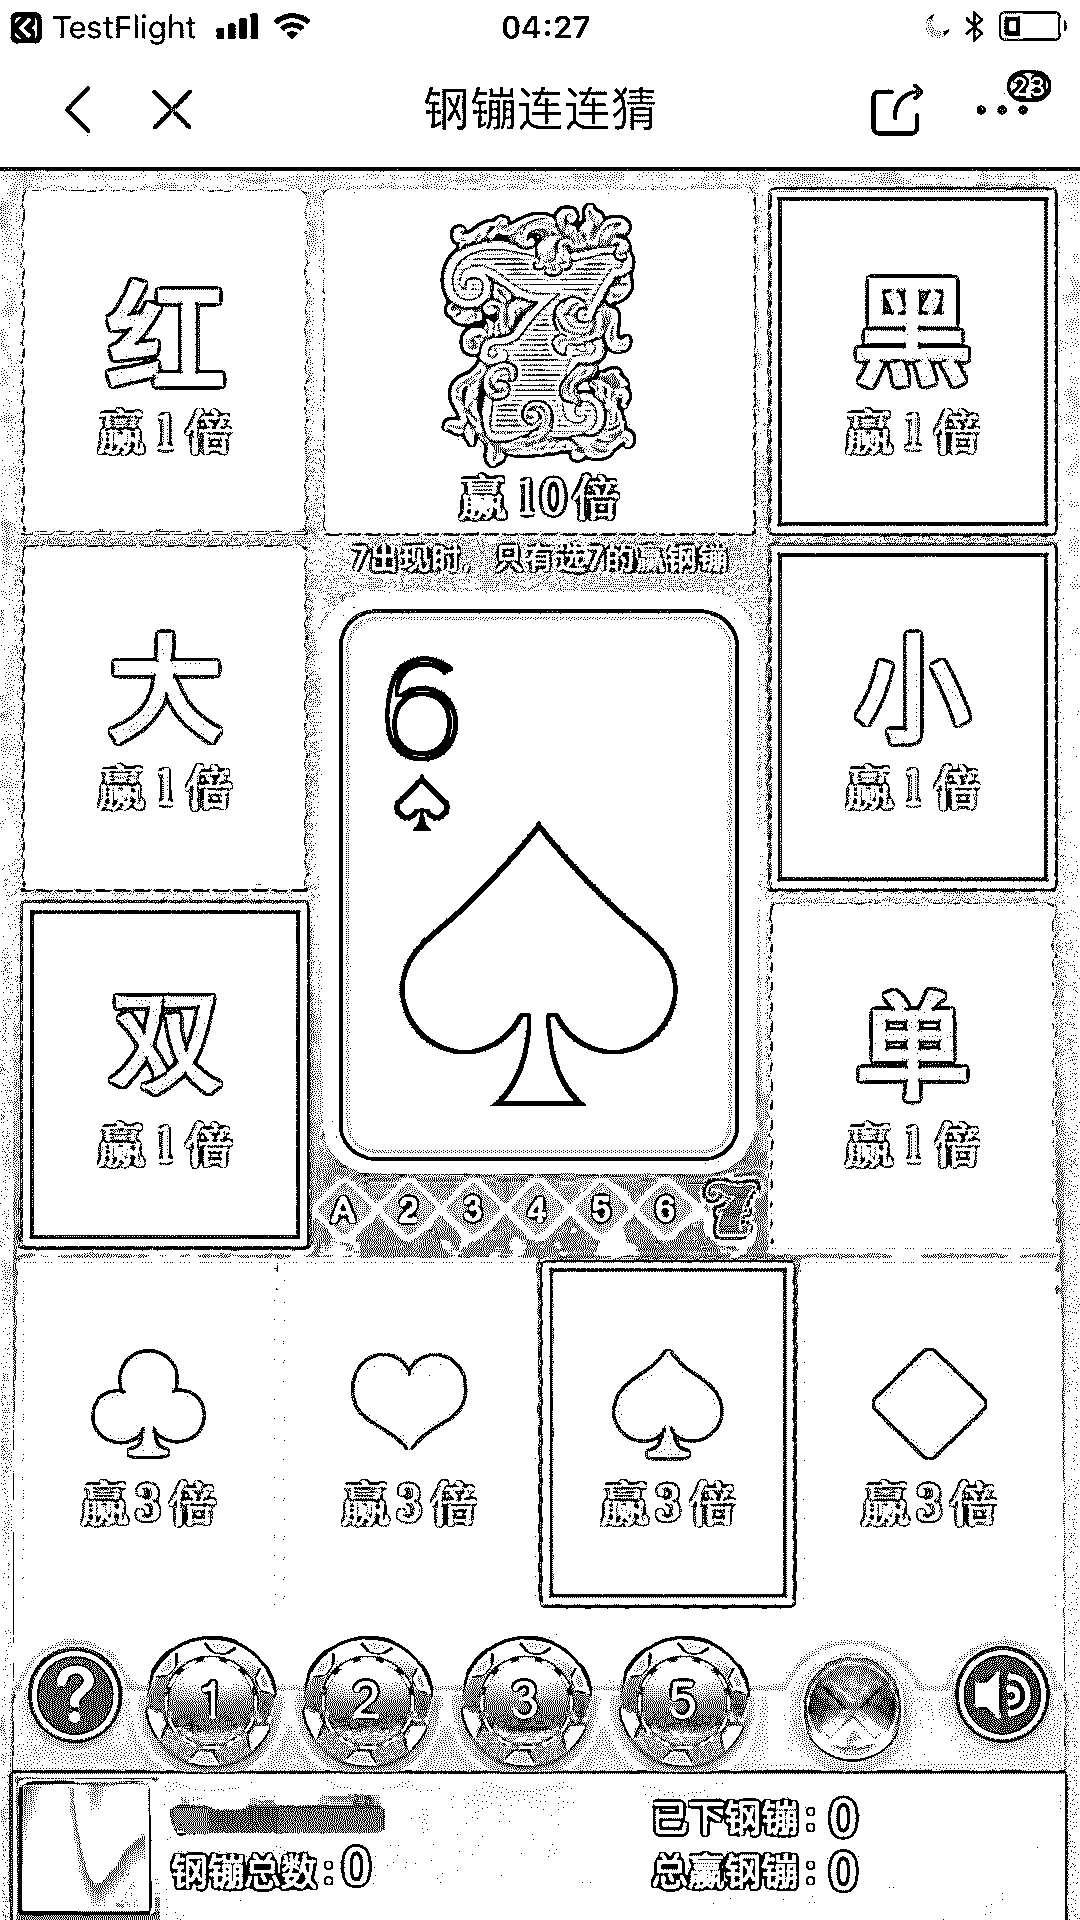 TestFlight 04:27
钢镚连连猜
23
红
赢1倍
赢10倍
黑
赢1倍
7出现时，只有选7的赢钢镚
大
赢1倍
6
小
赢1倍
双
赢1倍
单
赢1倍
A 2 3 4 5 6 7
赢3倍 赢3倍 赢3倍 赢3倍
? 1 2 3 5
已下钢镚:0
钢镚总数:0 总赢钢镚:0